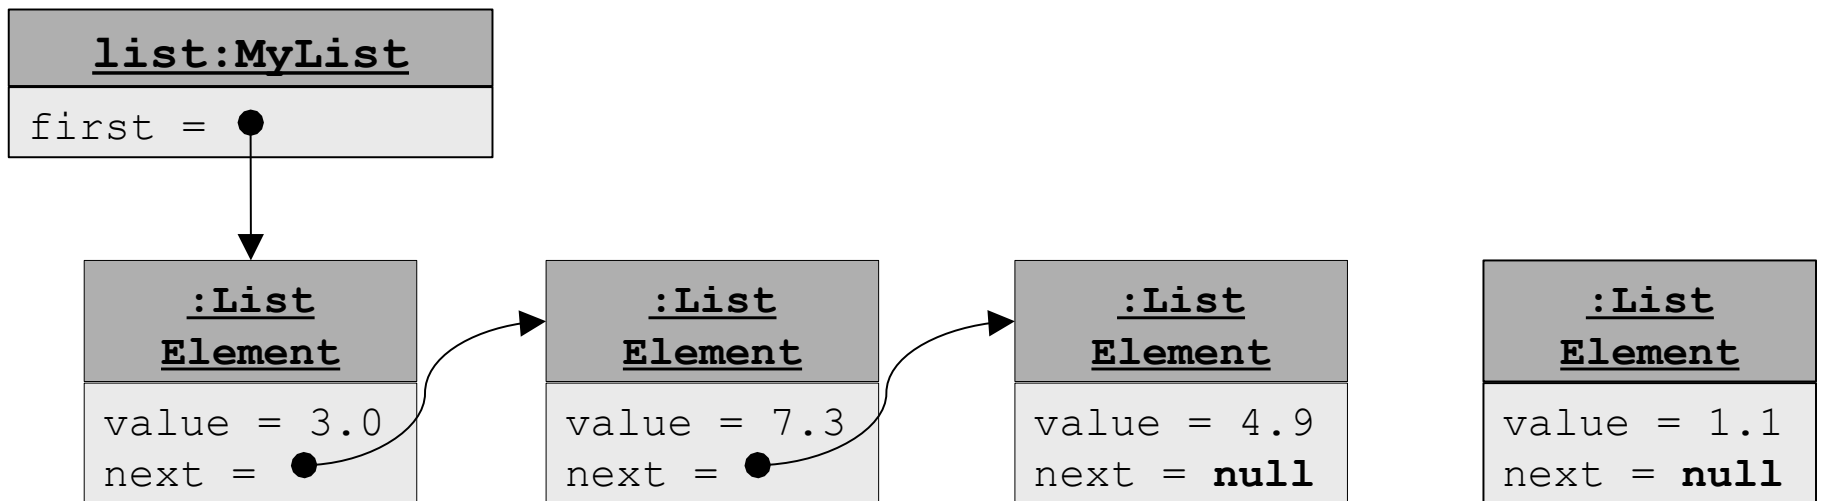 list:MyList
first =
:List
Element
value = 3.0
next =
:List
Element
value = 7.3
next =
:List
Element
value = 4.9
next = null
:List
Element
value = 1.1
next = null